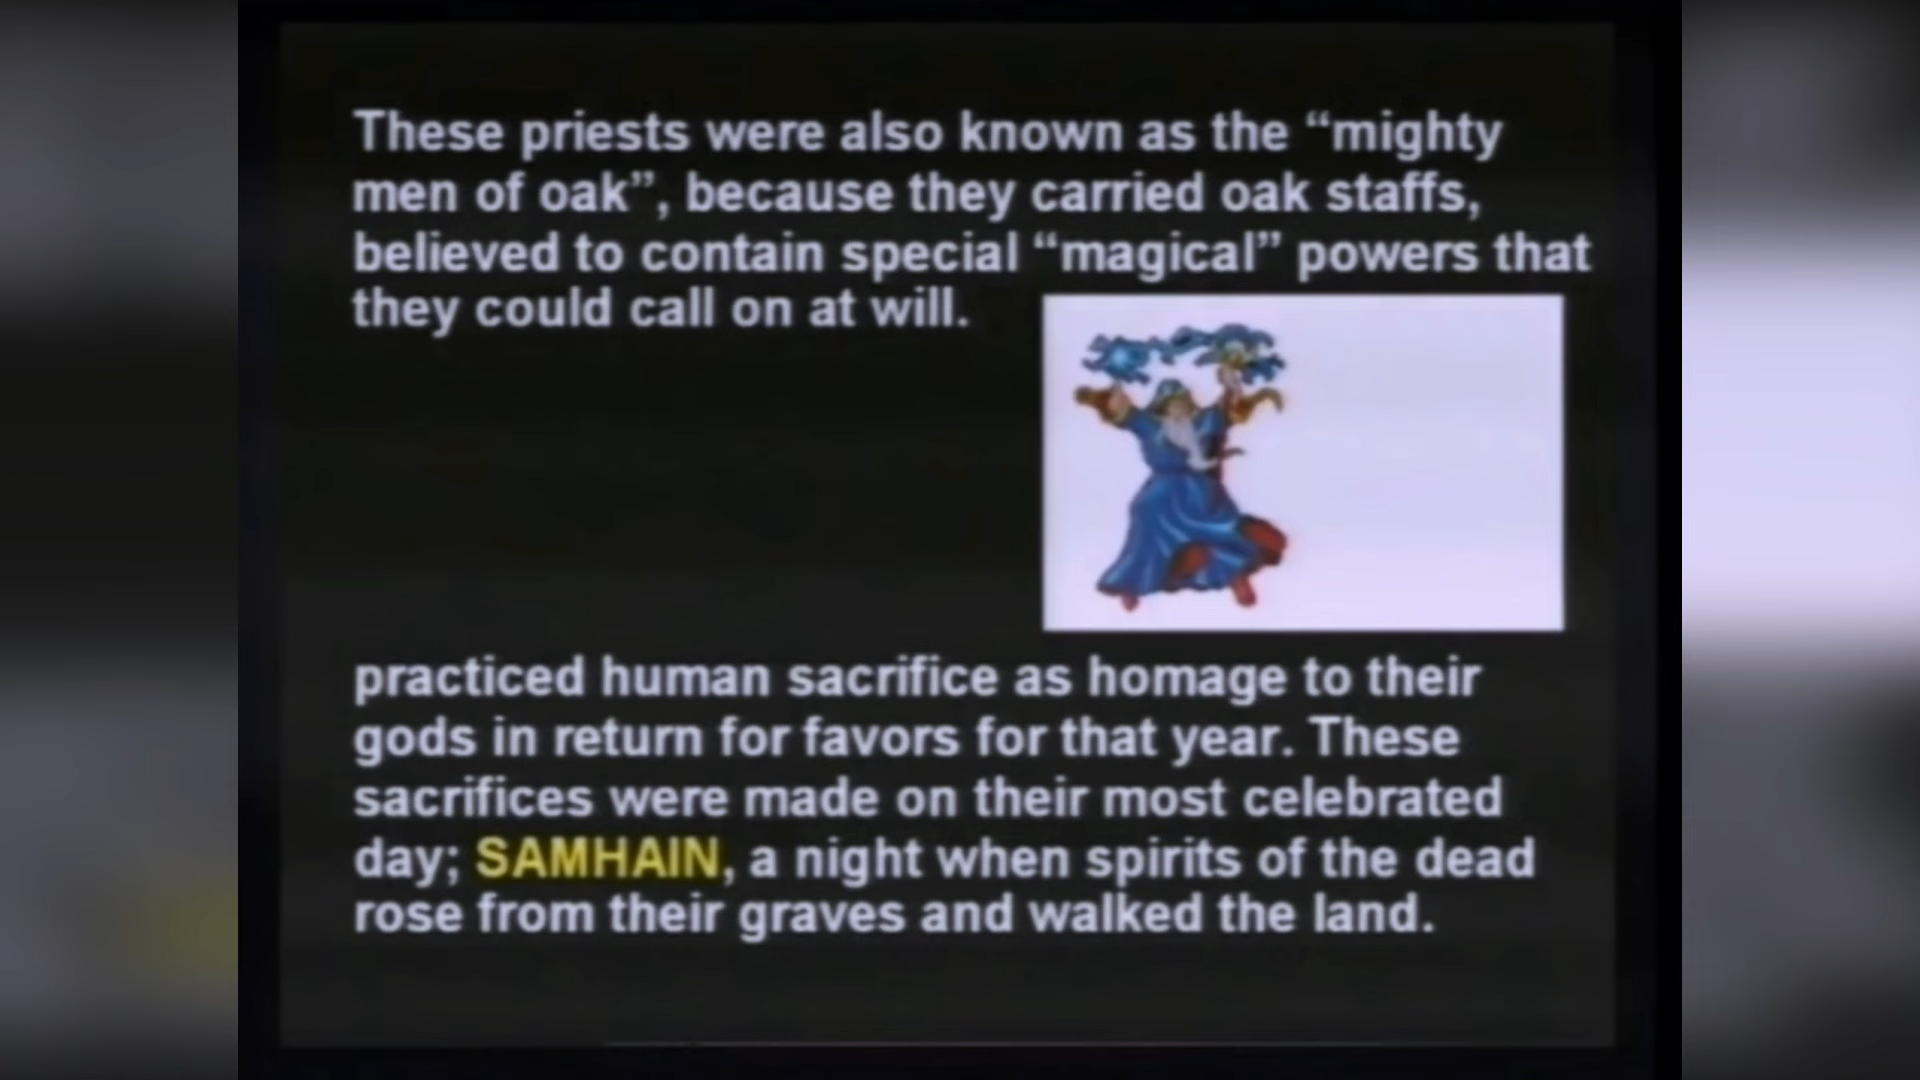 These priests were also known as the “mighty
men of oak”, because they carried oak staffs,
believed to contain special “magical” powers that
they could call on at will.
practiced human sacrifice as homage to their
gods in return for favors for that year. These
sacrifices were made on their most celebrated
day; SAMHAIN, a night when spirits of the dead
rose from their graves and walked the land.